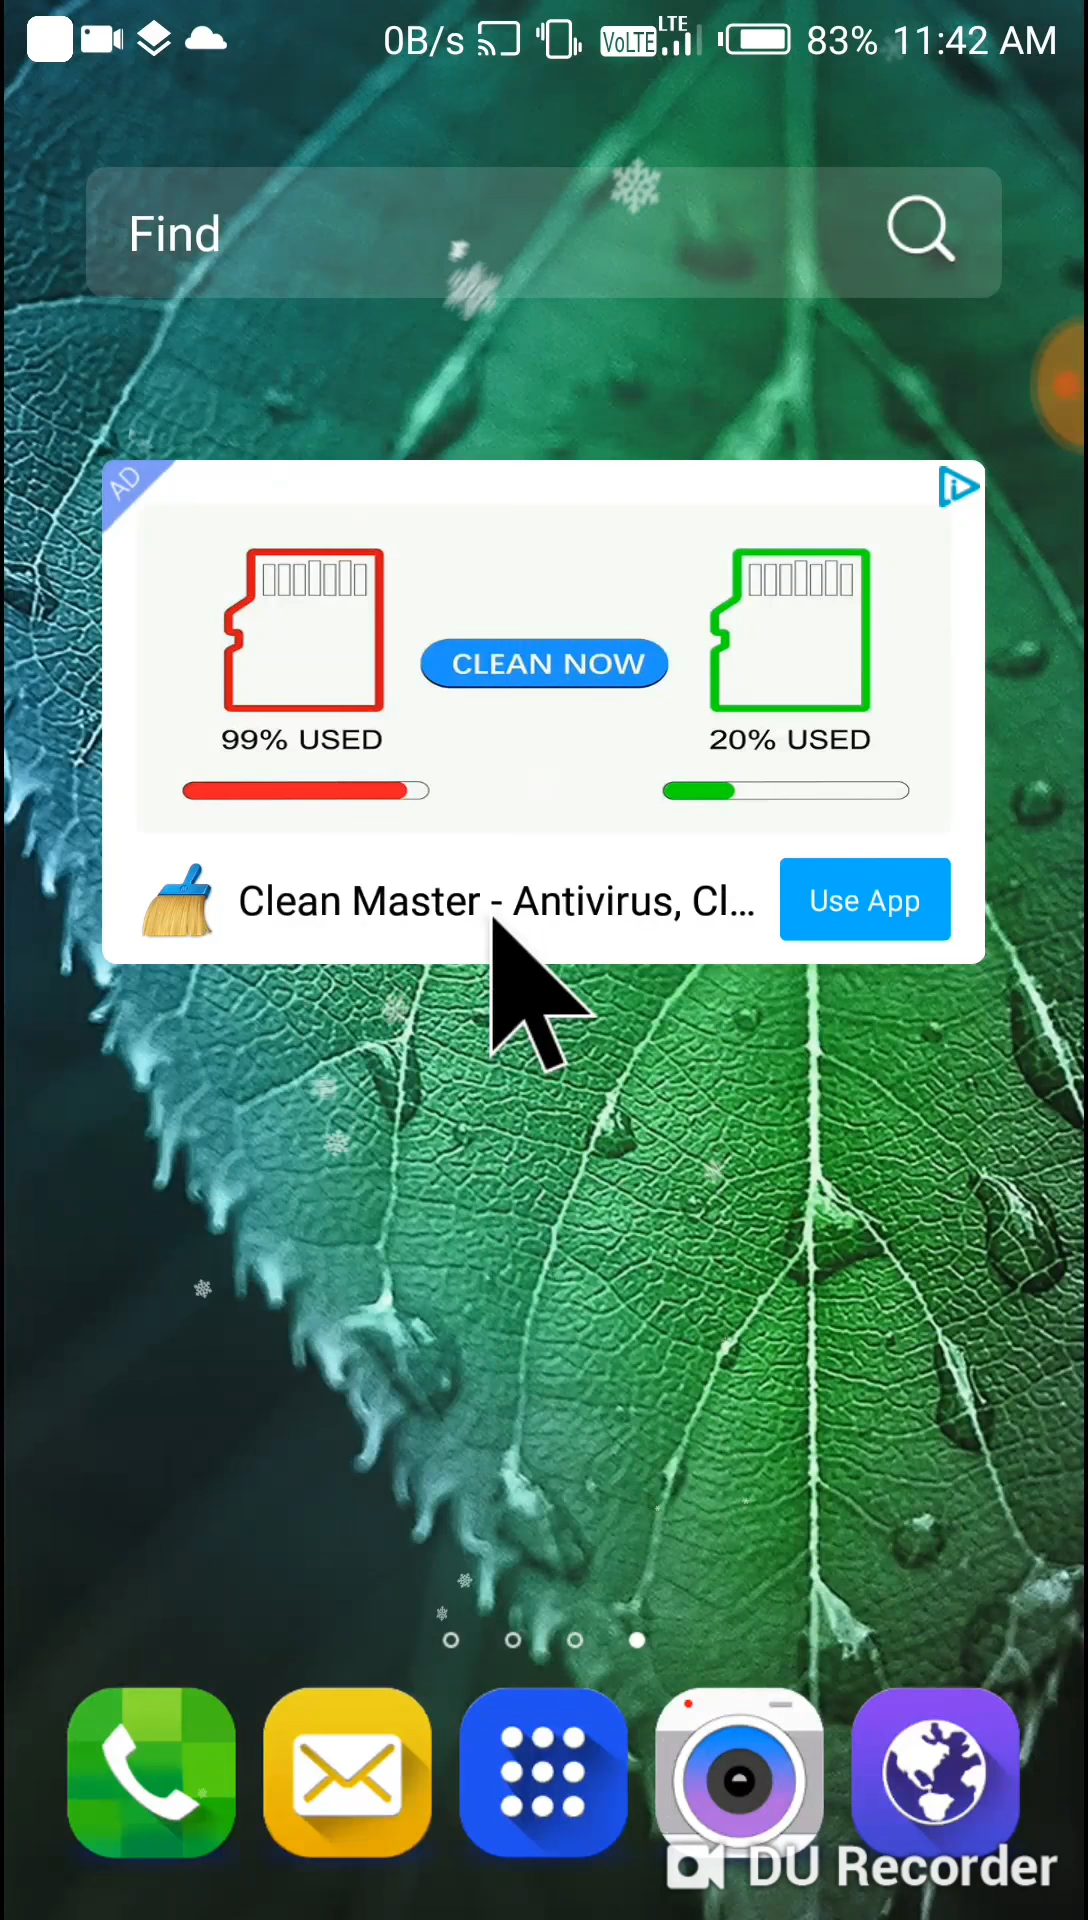 0B/s VoLTE LTE 83% 11:42 AM
Find
AD
CLEAN NOW
99% USED
20% USED
Clean Master - Antivirus, Cl...
Use App
DU Recorder